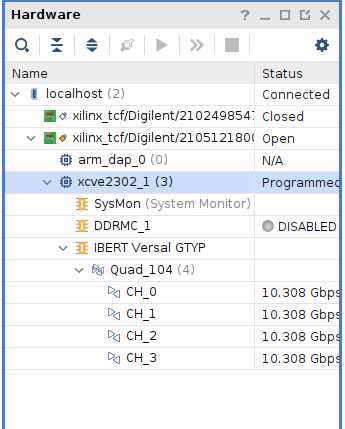 Hardware
Name Status
localhost (2) Connected
xilinx_tcf/Digilent/2102498547 Closed
xilinx_tcf/Digilent/2105121800 Open
arm_dap_0 (0) N/A
xcve2302_1 (3) Programmed
SysMon (System Monitor)
DDRMC_1 DISABLED
IBERT Versal GTYP
Quad_104 (4)
CH_0 10.308 Gbps
CH_1 10.308 Gbps
CH_2 10.308 Gbps
CH_3 10.308 Gbps